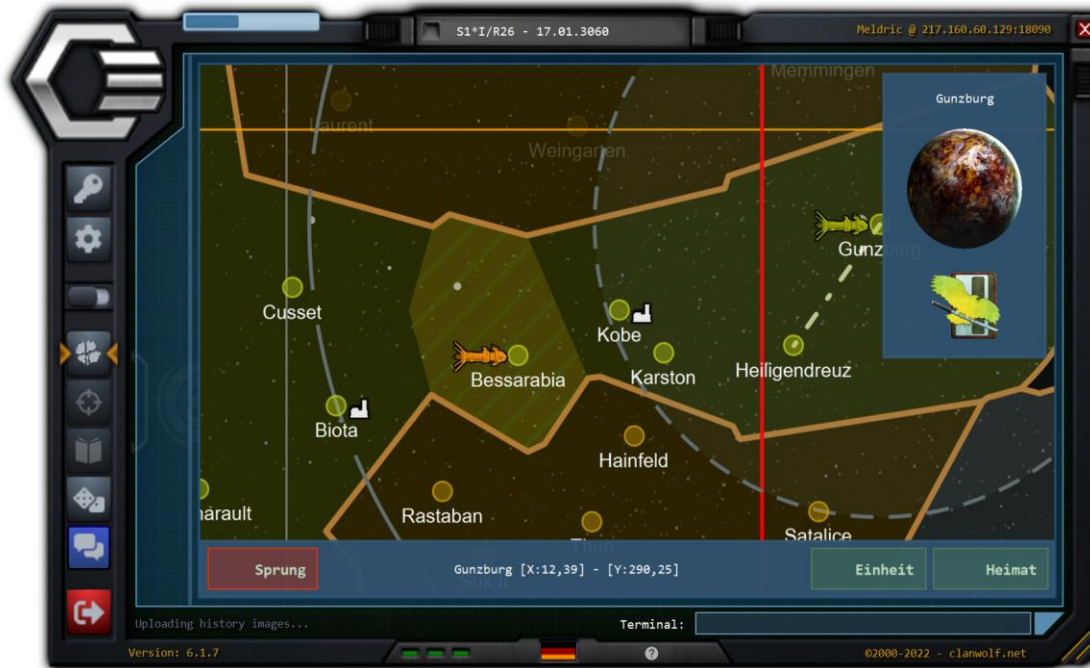 S1*I/R26 - 17.01.3060
Meldric @ 217.160.60.129:18090
Memmingen
Gunzburg
Laurent
Weingarten
Gunzburg
Cusset
Kobe
Karston
Heiligendreuz
Bessarabia
Biota
Hainfeld
Rastaban
Satalice
Thun
Sprung
Gunzburg [X:12,39] - [Y:290,25]
Einheit
Heimat
Uploading history images...
Terminal:
Version: 6.1.7
?
©2000-2022 - clanwolf.net